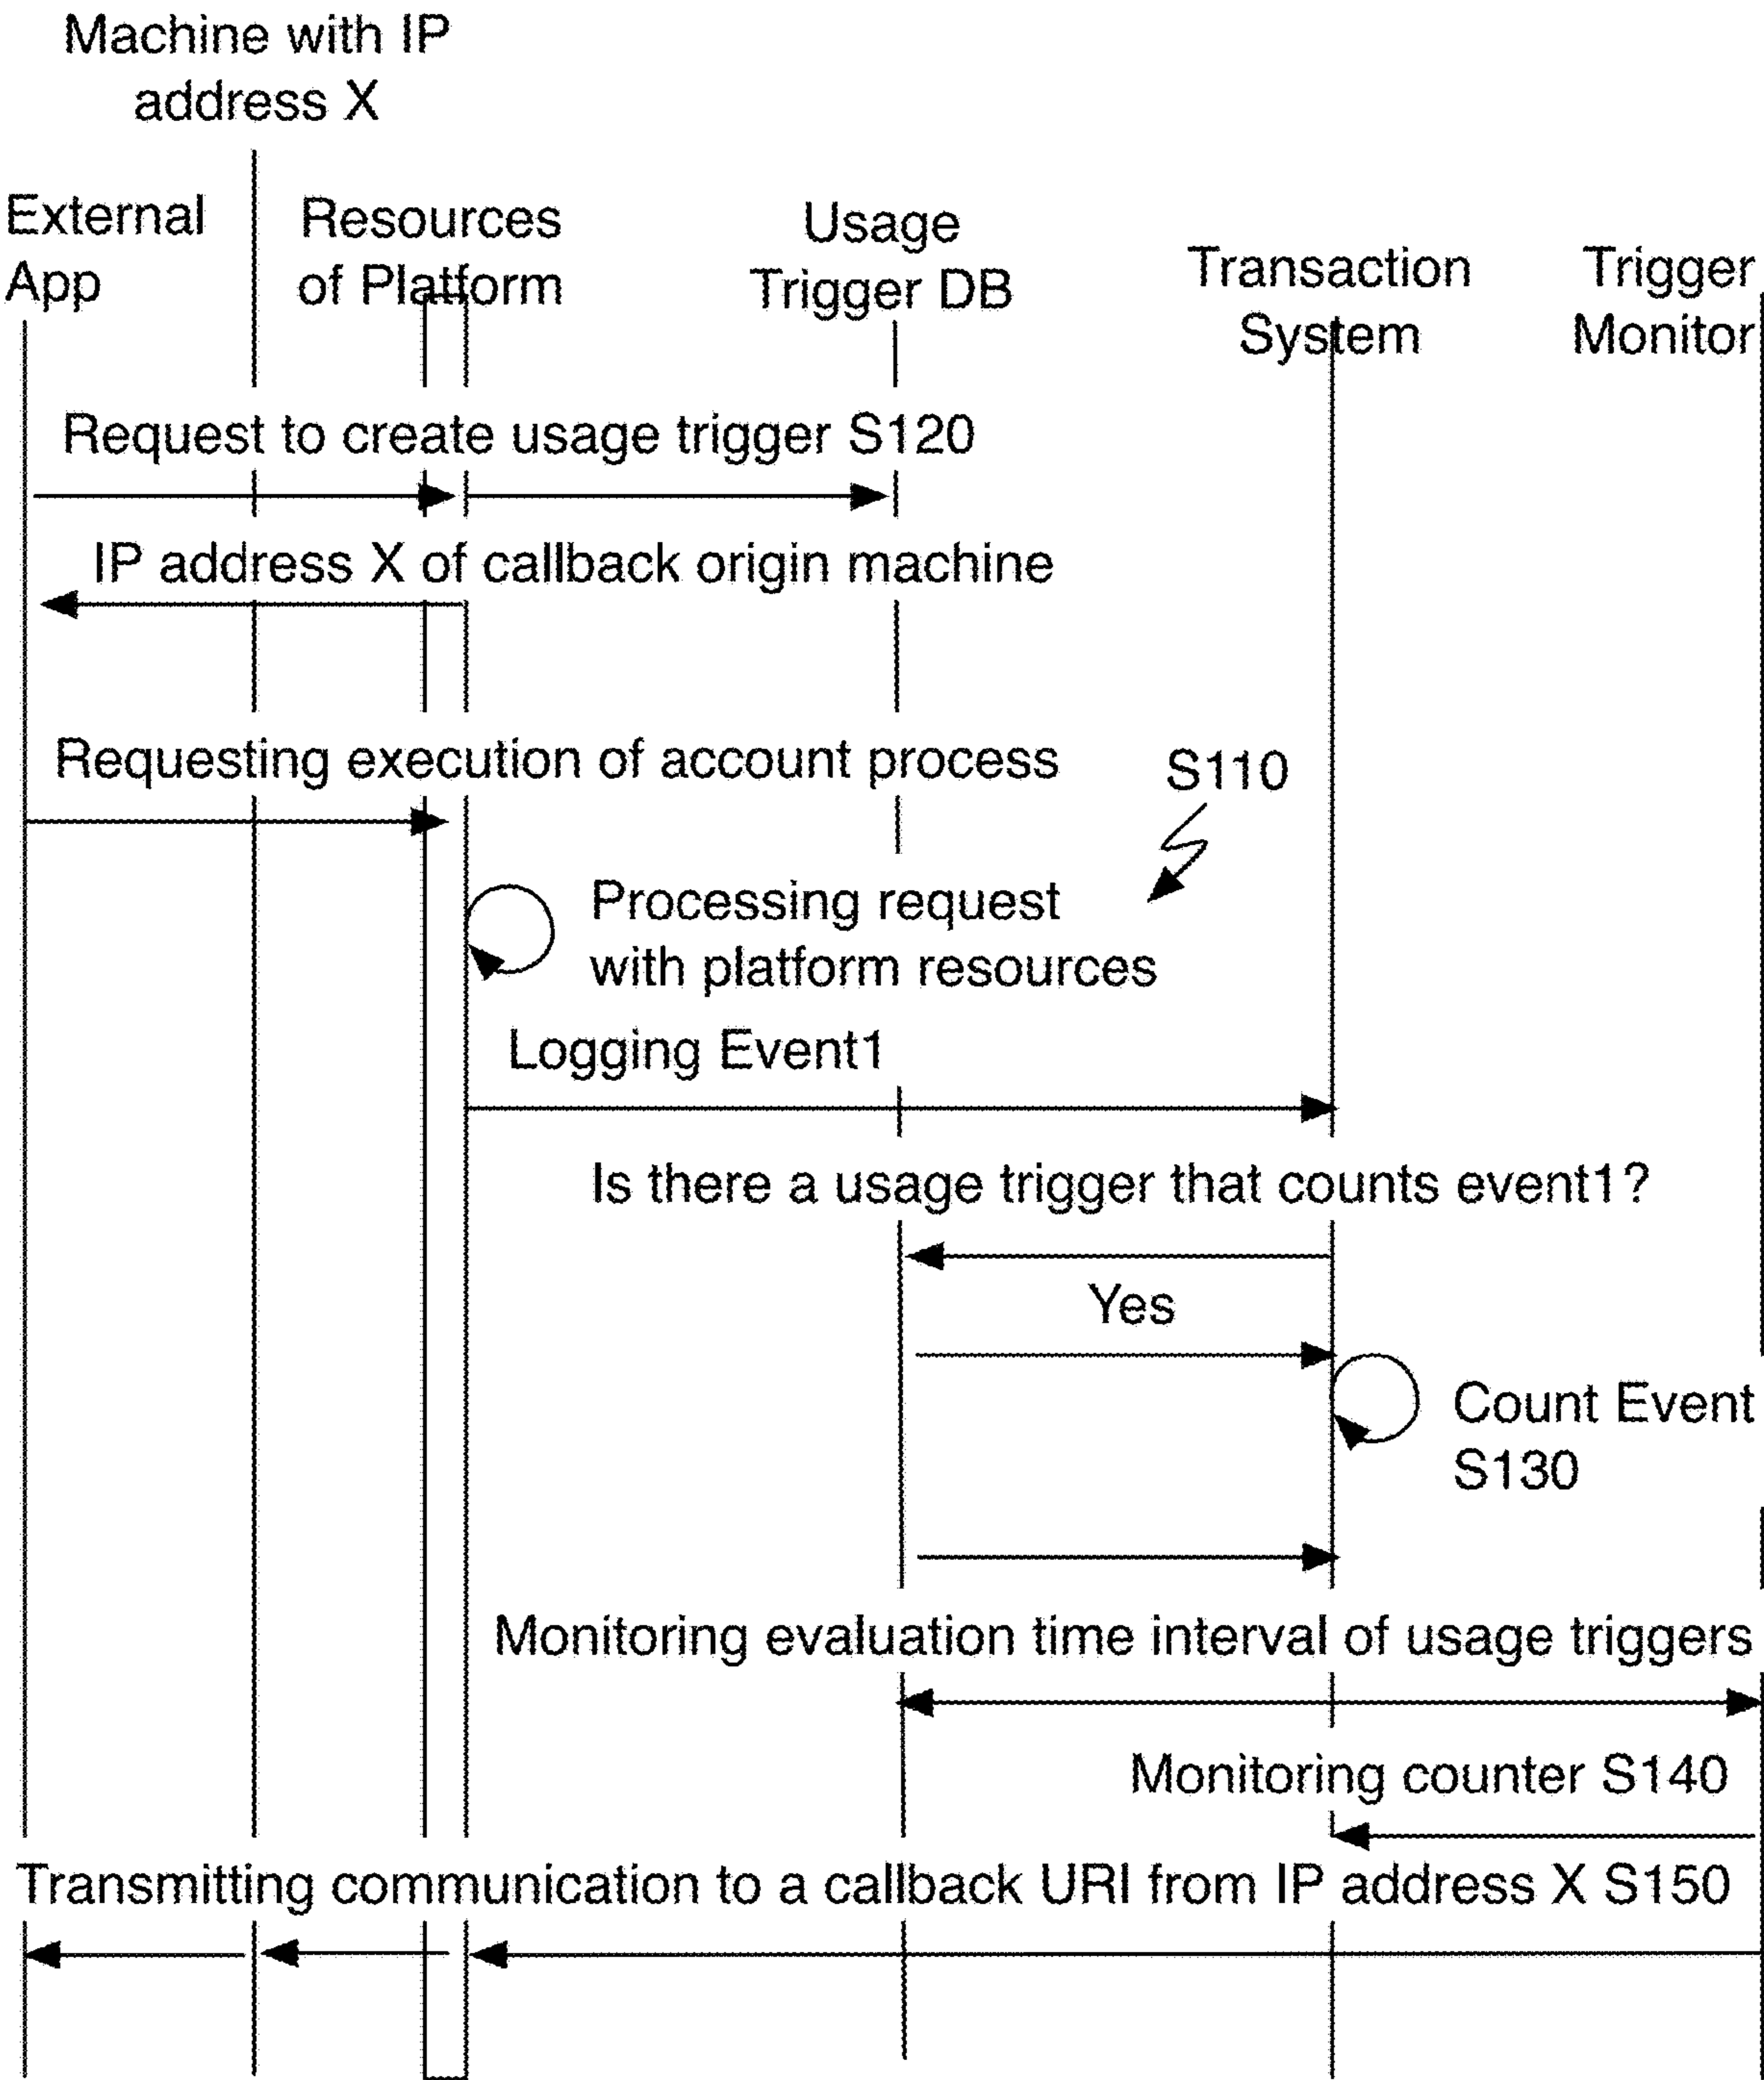 Machine with IP
address X
External
App
Resources
of Platform
Usage
Trigger DB
Transaction
System
Trigger
Monitor
Request to create usage trigger S120
IP address X of callback origin machine
Requesting execution of account process
S110
Processing request
with platform resources
Logging Event1
Is there a usage trigger that counts event1?
Yes
Count Event
S130
Monitoring evaluation time interval of usage triggers
Monitoring counter S140
Transmitting communication to a callback URI from IP address X S150